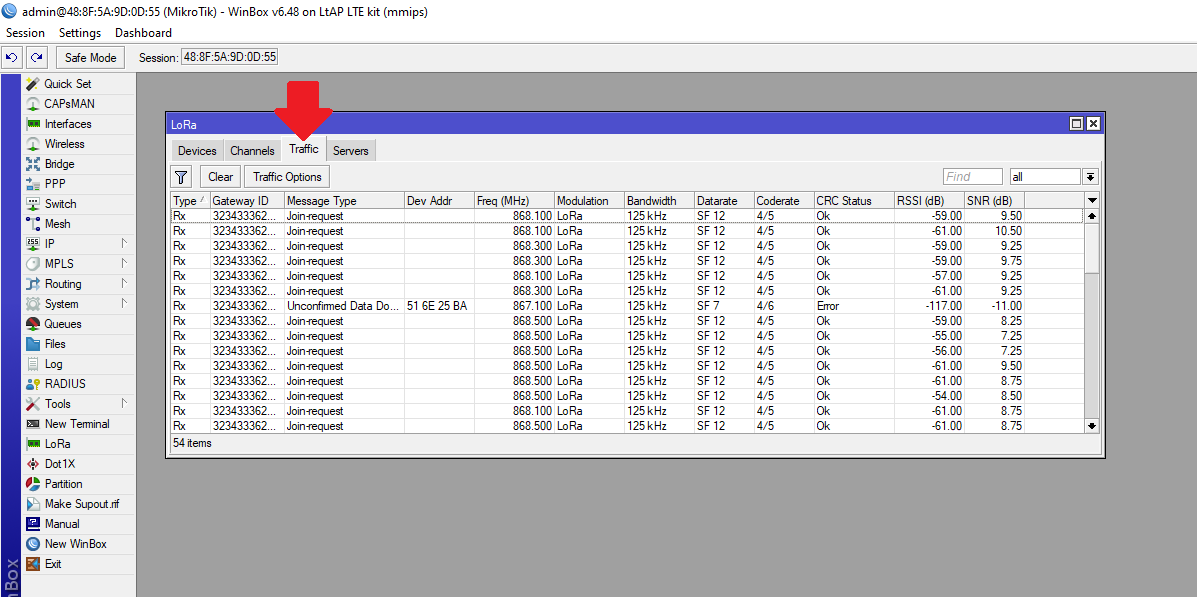 admin@48:8F:5A:9D:0D:55 (MikroTik) - WinBox v6.48 on LtAP LTE kit (mmips)
Session Settings Dashboard
Safe Mode Session: 48:8F:5A:9D:0D:55
Quick Set
CAPsMAN
Interfaces
Wireless
Bridge
PPP
Switch
Mesh
IP
MPLS
Routing
System
Queues
Files
Log
RADIUS
Tools
New Terminal
LoRa
Dot1X
Partition
Make Supout.rif
Manual
New WinBox
Exit
nBox
LoRa
Devices Channels Traffic Servers
Clear Traffic Options Find all
Type Gateway ID Message Type Dev Addr Freq (MHz) Modulation Bandwidth Datarate Coderate CRC Status RSSI (dB) SNR (dB)
Rx 323433362... Join-request 868.100 LoRa 125 kHz SF 12 4/5 Ok -59.00 9.50
Rx 323433362... Join-request 868.100 LoRa 125 kHz SF 12 4/5 Ok -61.00 10.50
Rx 323433362... Join-request 868.300 LoRa 125 kHz SF 12 4/5 Ok -59.00 9.25
Rx 323433362... Join-request 868.300 LoRa 125 kHz SF 12 4/5 Ok -59.00 9.75
Rx 323433362... Join-request 868.100 LoRa 125 kHz SF 12 4/5 Ok -57.00 9.25
Rx 323433362... Join-request 868.300 LoRa 125 kHz SF 12 4/5 Ok -61.00 9.25
Rx 323433362... Unconfimed Data Do... 51 6E 25 BA 867.100 LoRa 125 kHz SF 7 4/6 Error -117.00 -11.00
Rx 323433362... Join-request 868.500 LoRa 125 kHz SF 12 4/5 Ok -59.00 8.25
Rx 323433362... Join-request 868.500 LoRa 125 kHz SF 12 4/5 Ok -55.00 7.25
Rx 323433362... Join-request 868.500 LoRa 125 kHz SF 12 4/5 Ok -56.00 7.25
Rx 323433362... Join-request 868.500 LoRa 125 kHz SF 12 4/5 Ok -61.00 9.50
Rx 323433362... Join-request 868.500 LoRa 125 kHz SF 12 4/5 Ok -61.00 8.75
Rx 323433362... Join-request 868.500 LoRa 125 kHz SF 12 4/5 Ok -54.00 8.50
Rx 323433362... Join-request 868.100 LoRa 125 kHz SF 12 4/5 Ok -61.00 8.75
Rx 323433362... Join-request 868.500 LoRa 125 kHz SF 12 4/5 Ok -61.00 8.75
54 items